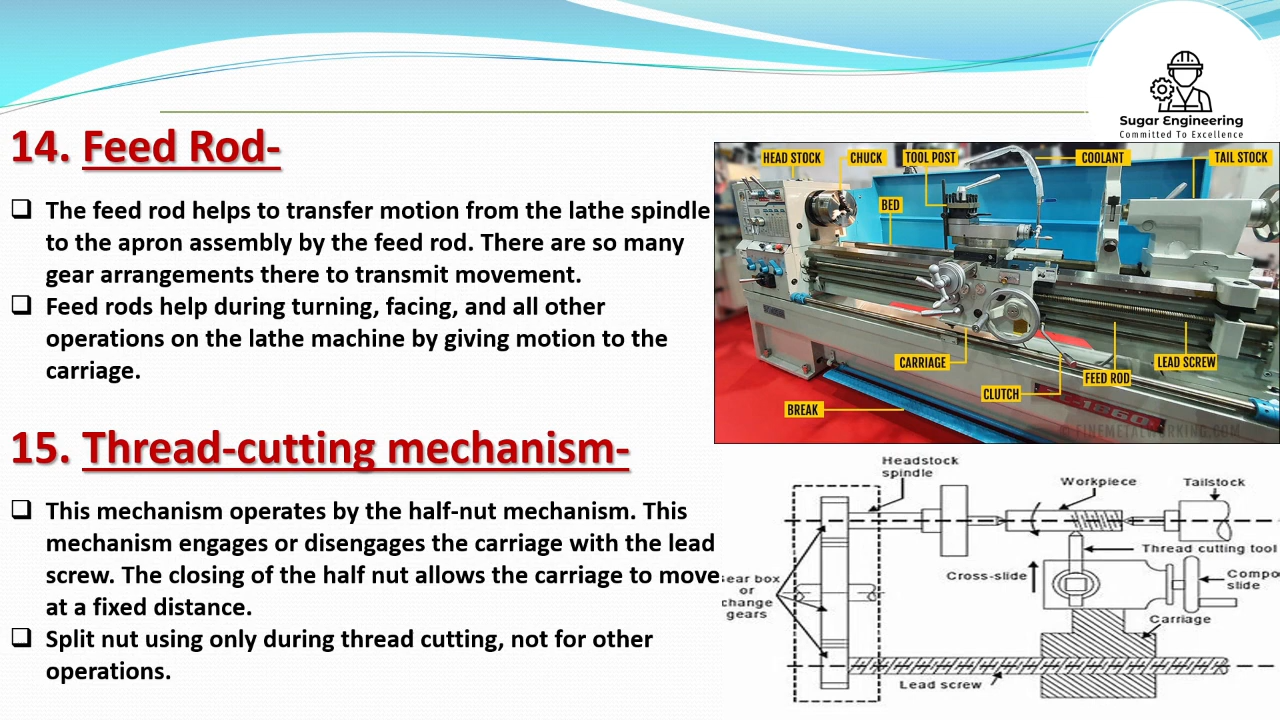 Sugar Engineering
Committed To Excellence
14. Feed Rod-
The feed rod helps to transfer motion from the lathe spindle
to the apron assembly by the feed rod. There are so many
gear arrangements there to transmit movement.
Feed rods help during turning, facing, and all other
operations on the lathe machine by giving motion to the
carriage.
15. Thread-cutting mechanism-
This mechanism operates by the half-nut mechanism. This
mechanism engages or disengages the carriage with the lead
screw. The closing of the half nut allows the carriage to move
at a fixed distance.
Split nut using only during thread cutting, not for other
operations.
HEAD STOCK
CHUCK
TOOL POST
COOLANT
TAIL STOCK
BED
CARRIAGE
CLUTCH
FEED ROD
LEAD SCREW
BREAK
FINEMETALWORKING.COM
Headstock
spindle
Workpiece
Tailstock
Thread cutting tool
Cross-slide
Compo
slide
ear box
or
change
gears
Carriage
Lead screw